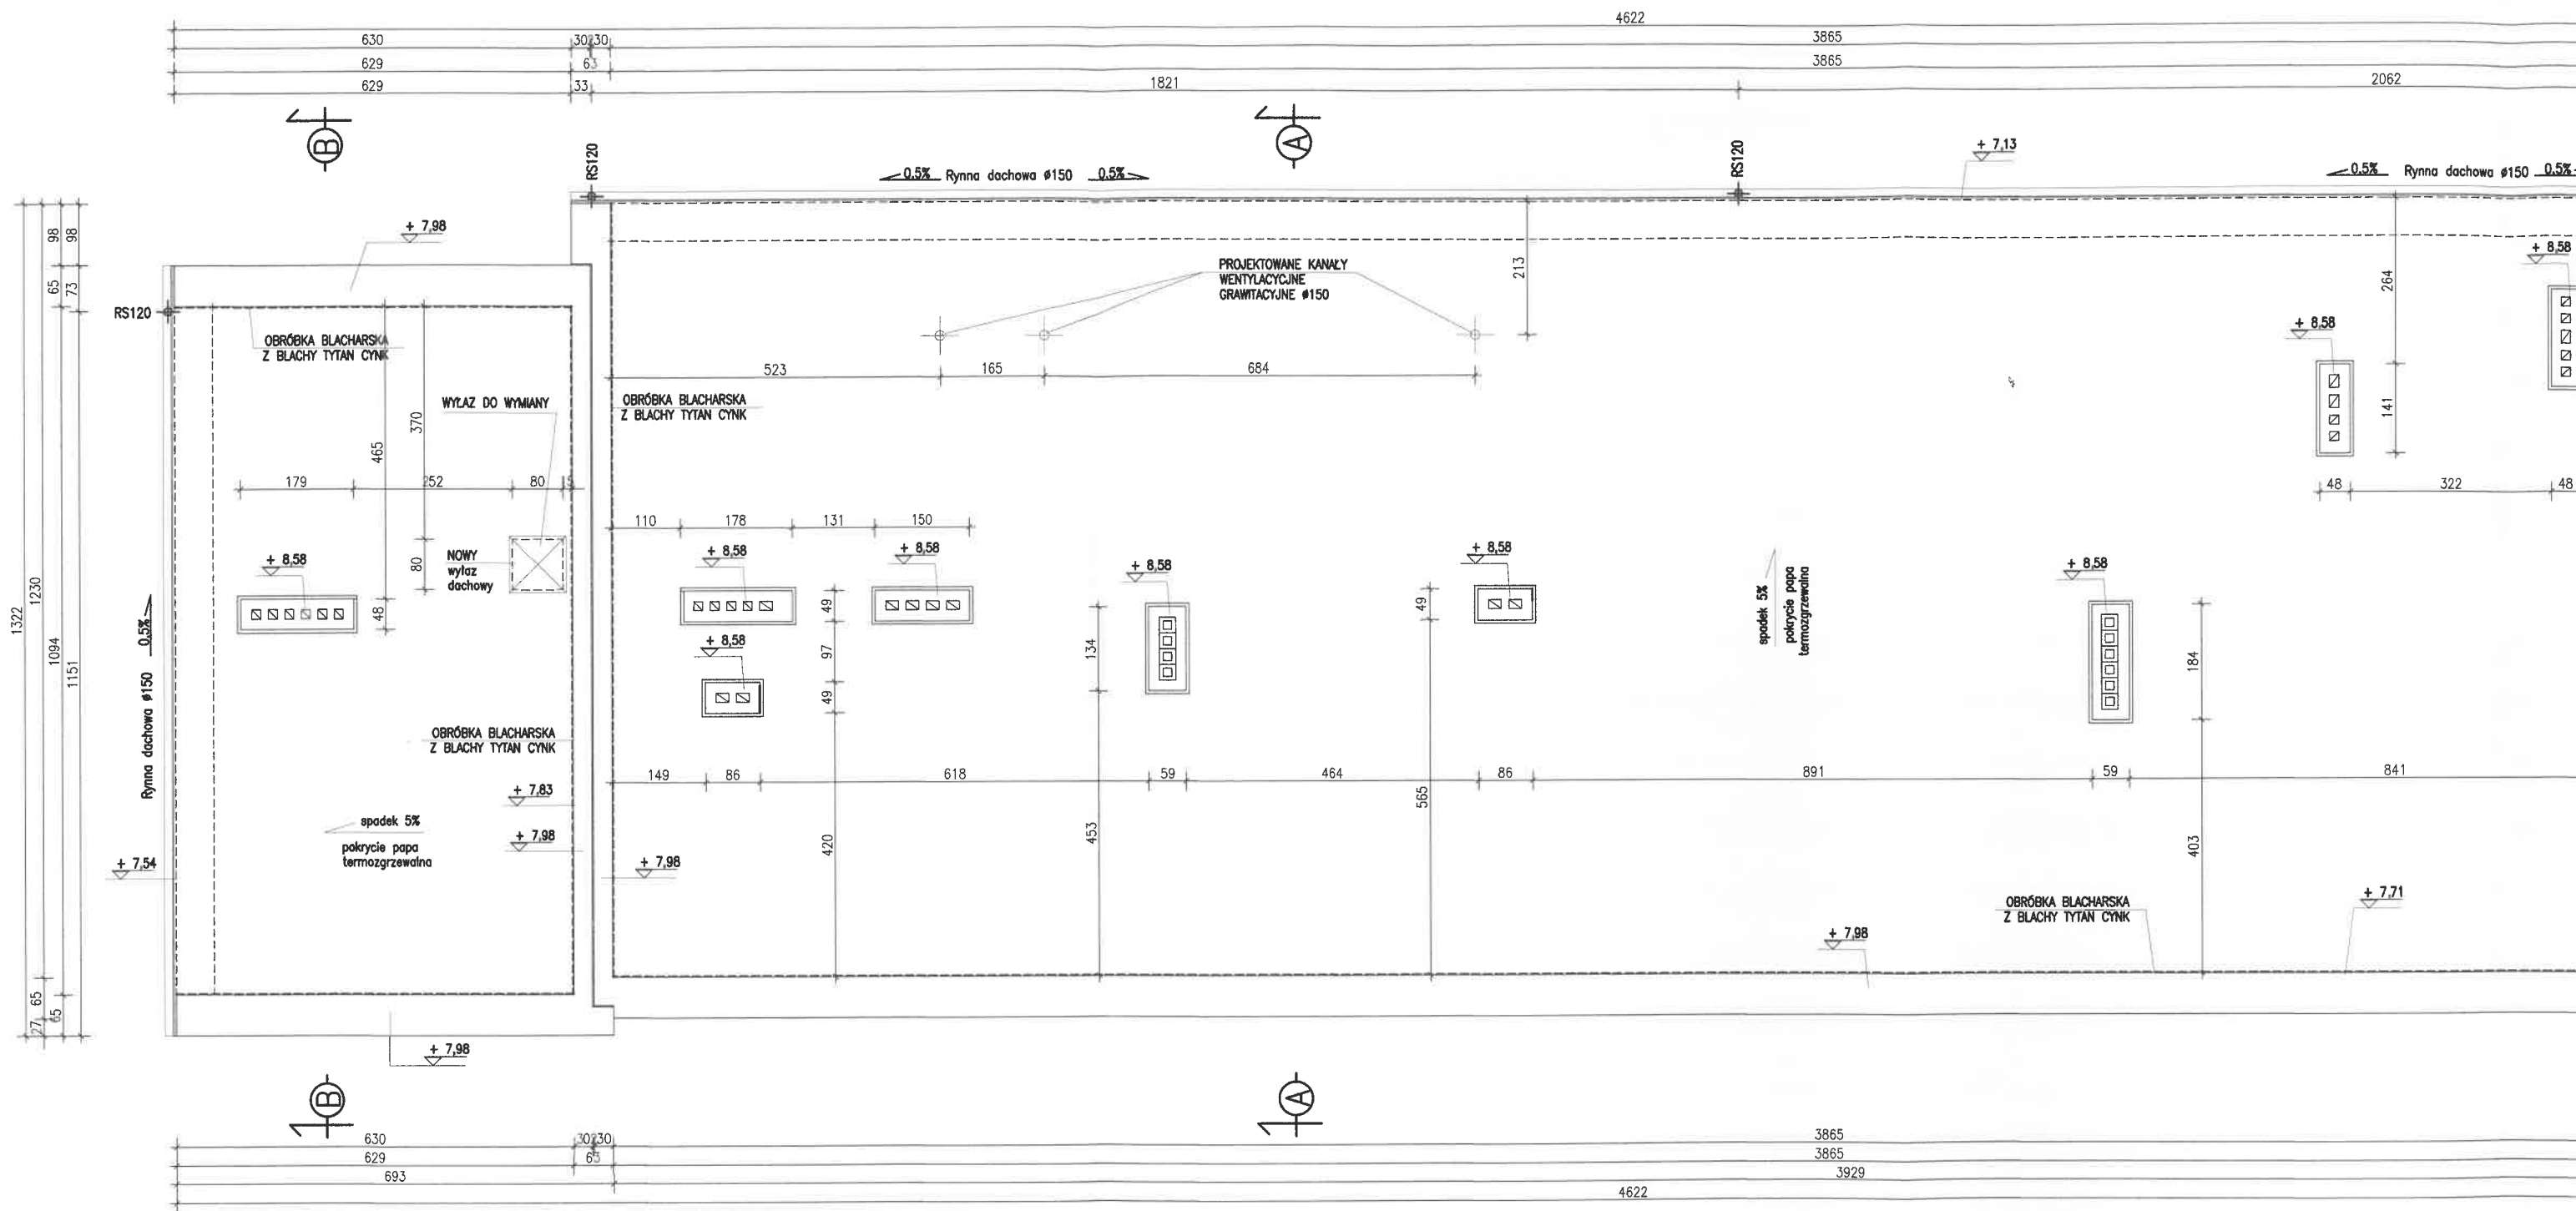 4622
630
30
30
3865
629
63
3865
629
33
1821
2062
B
A
RS120
0.5% Rynna dachowa ø150 0.5%
RS120
+ 7,13
0.5% Rynna dachowa ø150 0.5%
98
98
+ 7,98
65
73
RS120
OBRÓBKA BLACHARSKA
Z BLACHY TYTAN CYNK
PROJEKTOWANE KANAŁY
WENTYLACYJNE
GRAWITACYJNE ø150
213
264
+ 8,58
+ 8,58
523
165
684
WYŁAZ DO WYMIANY
OBRÓBKA BLACHARSKA
Z BLACHY TYTAN CYNK
370
465
141
179
252
80
48
322
48
110
178
131
150
+ 8,58
NOWY
wyłaz
dachowy
80
48
+ 8,58
+ 8,58
+ 8,58
+ 8,58
+ 8,58
1322
1230
1094
1151
Rynna dachowa ø150 0.5%
49
97
49
+ 8,58
134
49
spadek 5%
pokrycie papa
termozgrzewalna
184
OBRÓBKA BLACHARSKA
Z BLACHY TYTAN CYNK
149
86
618
59
464
86
891
59
841
+ 7,83
565
spadek 5%
pokrycie papa
termozgrzewalna
+ 7,98
420
453
403
+ 7,54
+ 7,98
OBRÓBKA BLACHARSKA
Z BLACHY TYTAN CYNK
+ 7,71
+ 7,98
65
27
65
+ 7,98
B
A
630
30
30
3865
629
63
3865
693
3929
4622